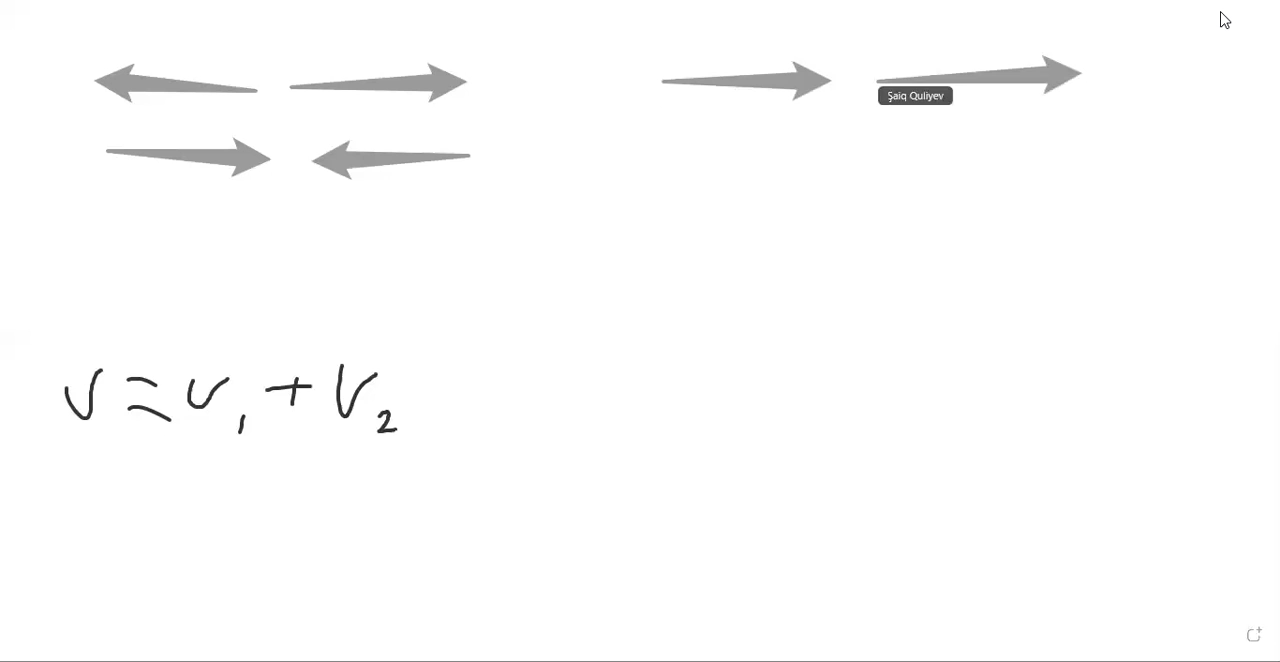 Şaiq Quliyev
v = v₁ + v₂